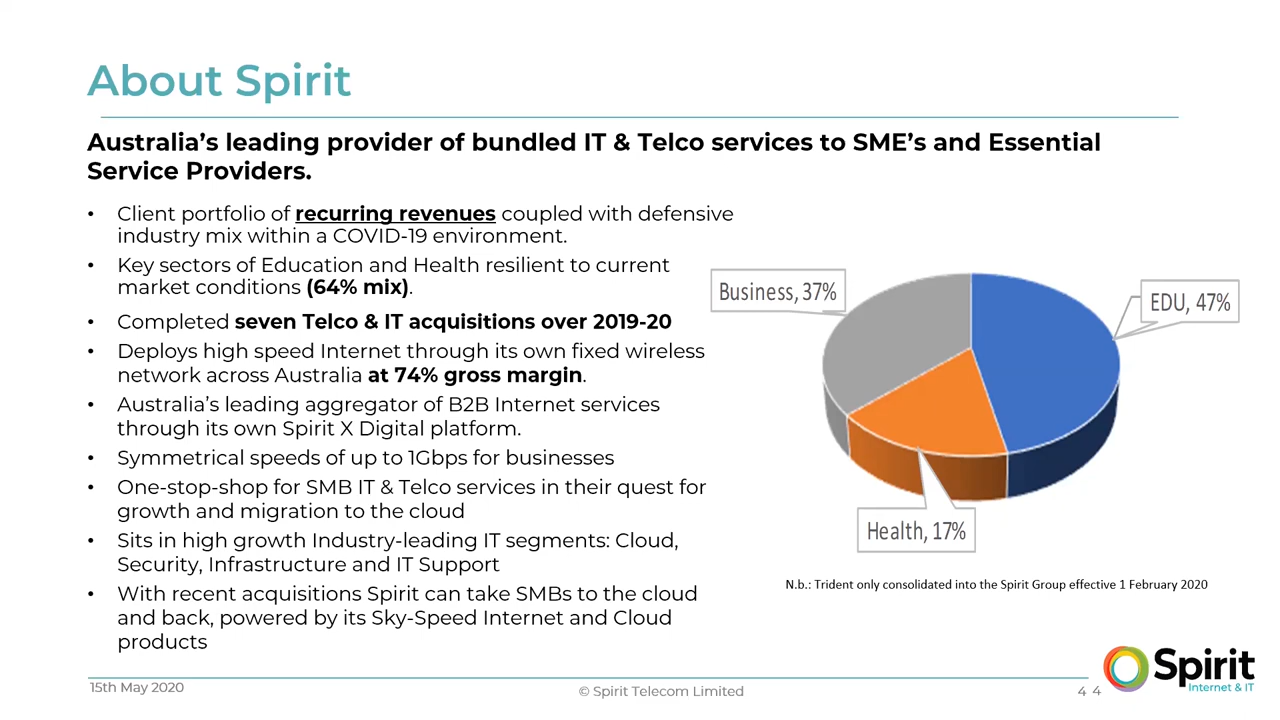 About Spirit
Australia’s leading provider of bundled IT & Telco services to SME’s and Essential
Service Providers.
• Client portfolio of recurring revenues coupled with defensive
industry mix within a COVID-19 environment.
• Key sectors of Education and Health resilient to current
market conditions (64% mix).
• Completed seven Telco & IT acquisitions over 2019-20
• Deploys high speed Internet through its own fixed wireless
network across Australia at 74% gross margin.
• Australia’s leading aggregator of B2B Internet services
through its own Spirit X Digital platform.
• Symmetrical speeds of up to 1Gbps for businesses
• One-stop-shop for SMB IT & Telco services in their quest for
growth and migration to the cloud
• Sits in high growth Industry-leading IT segments: Cloud,
Security, Infrastructure and IT Support
• With recent acquisitions Spirit can take SMBs to the cloud
and back, powered by its Sky-Speed Internet and Cloud
products
Business, 37%
EDU, 47%
Health, 17%
N.b.: Trident only consolidated into the Spirit Group effective 1 February 2020
15th May 2020
© Spirit Telecom Limited
4 4
Spirit
Internet & IT